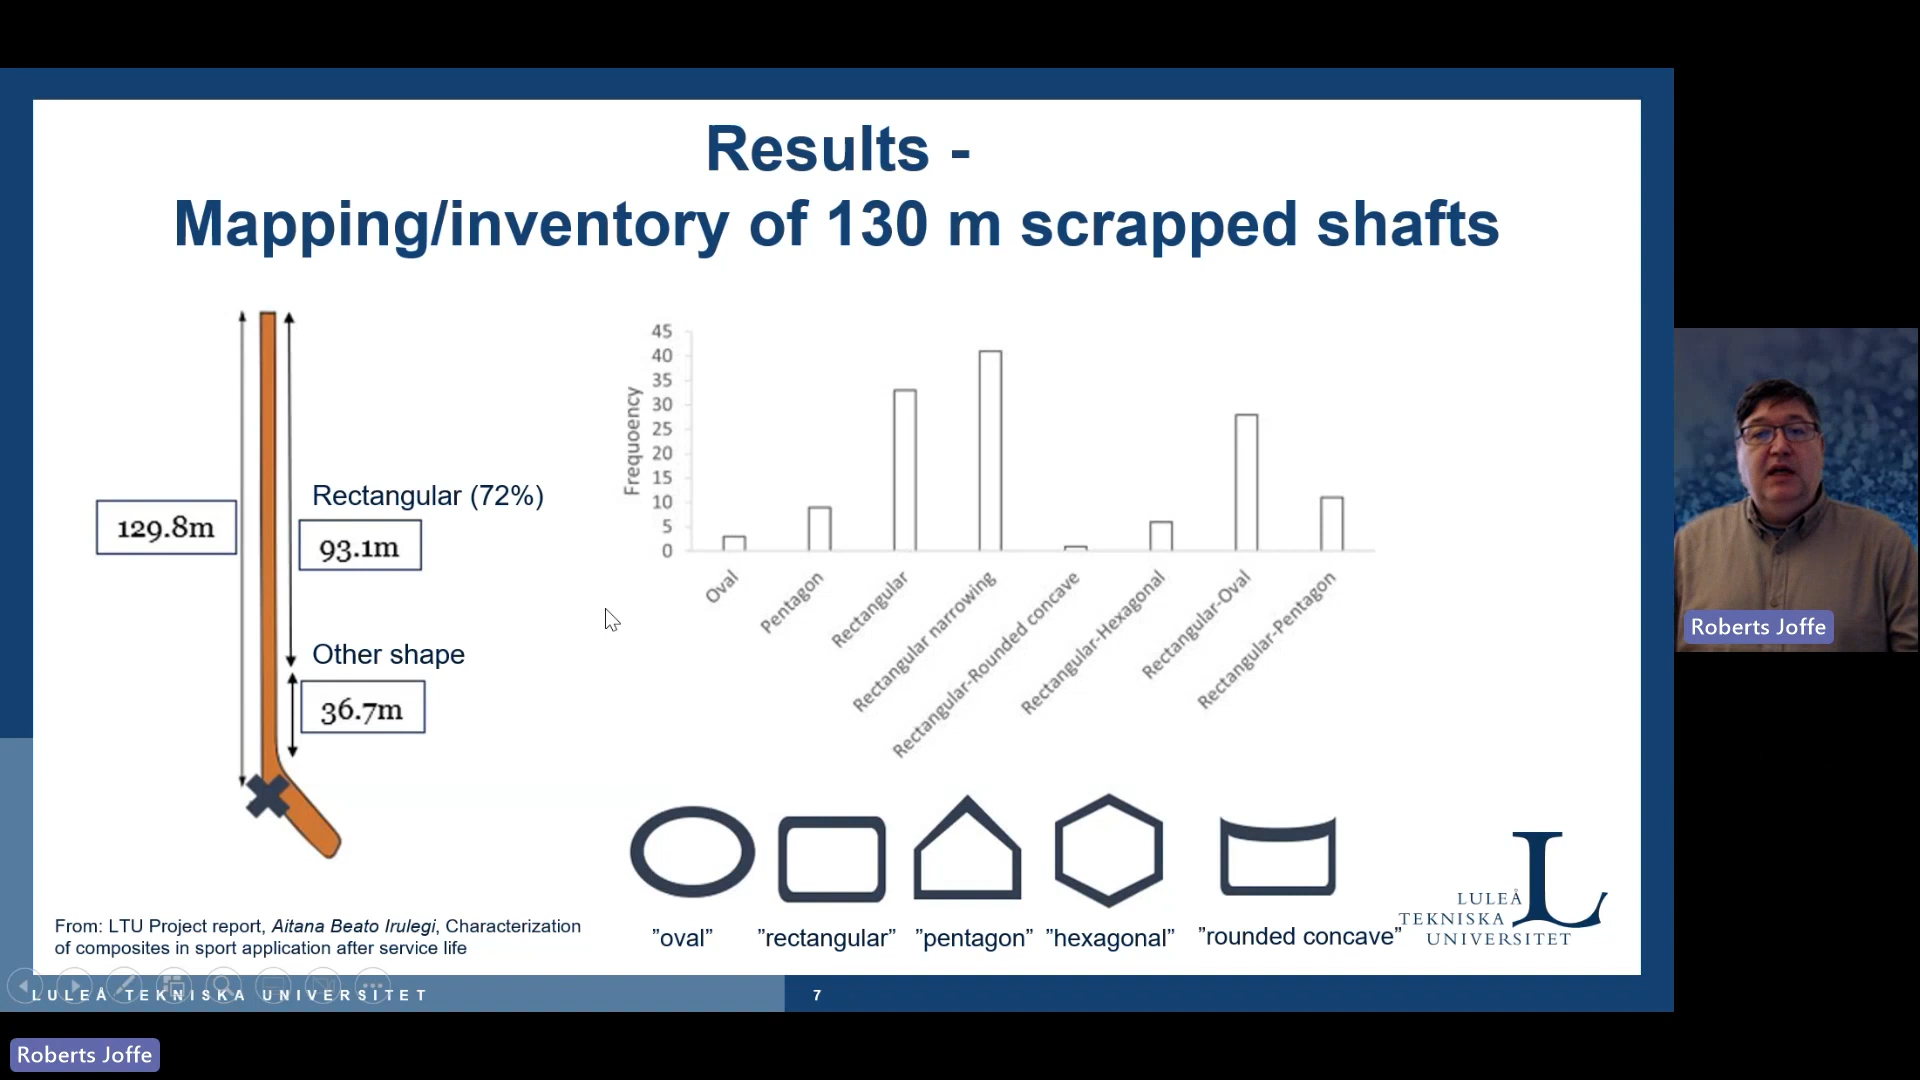 Results -
Mapping/inventory of 130 m scrapped shafts
129.8m
Rectangular (72%)
93.1m
Other shape
36.7m
Frequoency
45
40
35
30
25
20
15
10
5
0
Oval
Pentagon
Rectangular
Rectangular narrowing
Rectangular-Rounded concave
Rectangular-Hexagonal
Rectangular-Oval
Rectangular-Pentagon
”oval”
”rectangular”
”pentagon”
”hexagonal”
”rounded concave”
From: LTU Project report, Aitana Beato Irulegi, Characterization
of composites in sport application after service life
LULEÅ
TEKNISKA
UNIVERSITET
L
LULEÅ TEKNISKA UNIVERSITET
7
Roberts Joffe
Roberts Joffe